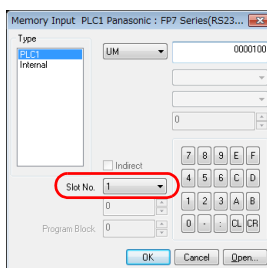 Memory Input PLC1 Panasonic : FP7 Series(RS23...
Type
PLC1
Internal
UM
0000100
0
Indirect
Slot No. 1
0
Program Block 0
7 8 9 E F
4 5 6 C D
1 2 3 A B
0 - : CL CR
OK Cancel Open...